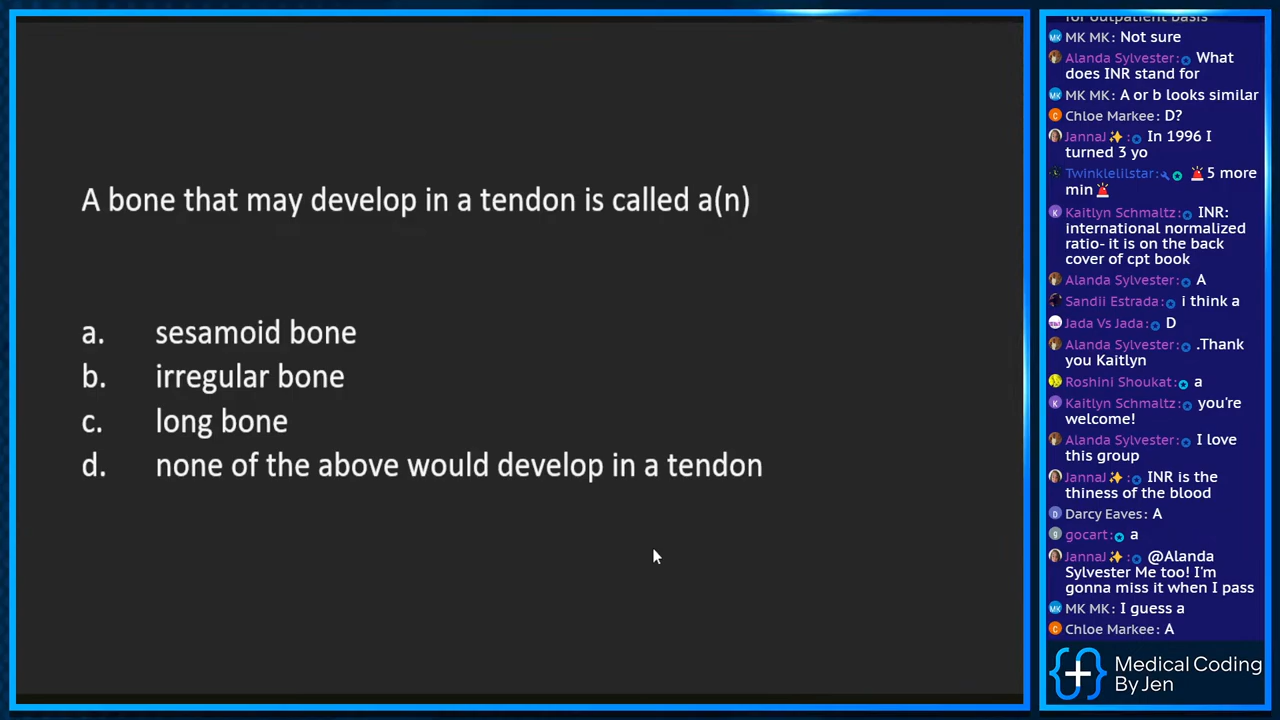 A bone that may develop in a tendon is called a(n)
a. sesamoid bone
b. irregular bone
c. long bone
d. none of the above would develop in a tendon
for outpatient basis
MK MK: Not sure
Alanda Sylvester: What
does INR stand for
MK MK: A or b looks similar
Chloe Markee: D?
JannaJ✨: In 1996 I
turned 3 yo
Twinklelilstar: 🚨5 more
min🚨
Kaitlyn Schmaltz: INR:
international normalized
ratio- it is on the back
cover of cpt book
Alanda Sylvester: A
Sandii Estrada: i think a
Jada Vs Jada: D
Alanda Sylvester: .Thank
you Kaitlyn
Roshini Shoukat: a
Kaitlyn Schmaltz: you're
welcome!
Alanda Sylvester: I love
this group
JannaJ✨: INR is the
thiness of the blood
Darcy Eaves: A
gocart: a
JannaJ✨: @Alanda
Sylvester Me too! I'm
gonna miss it when I pass
MK MK: I guess a
Chloe Markee: A
Medical Coding
By Jen